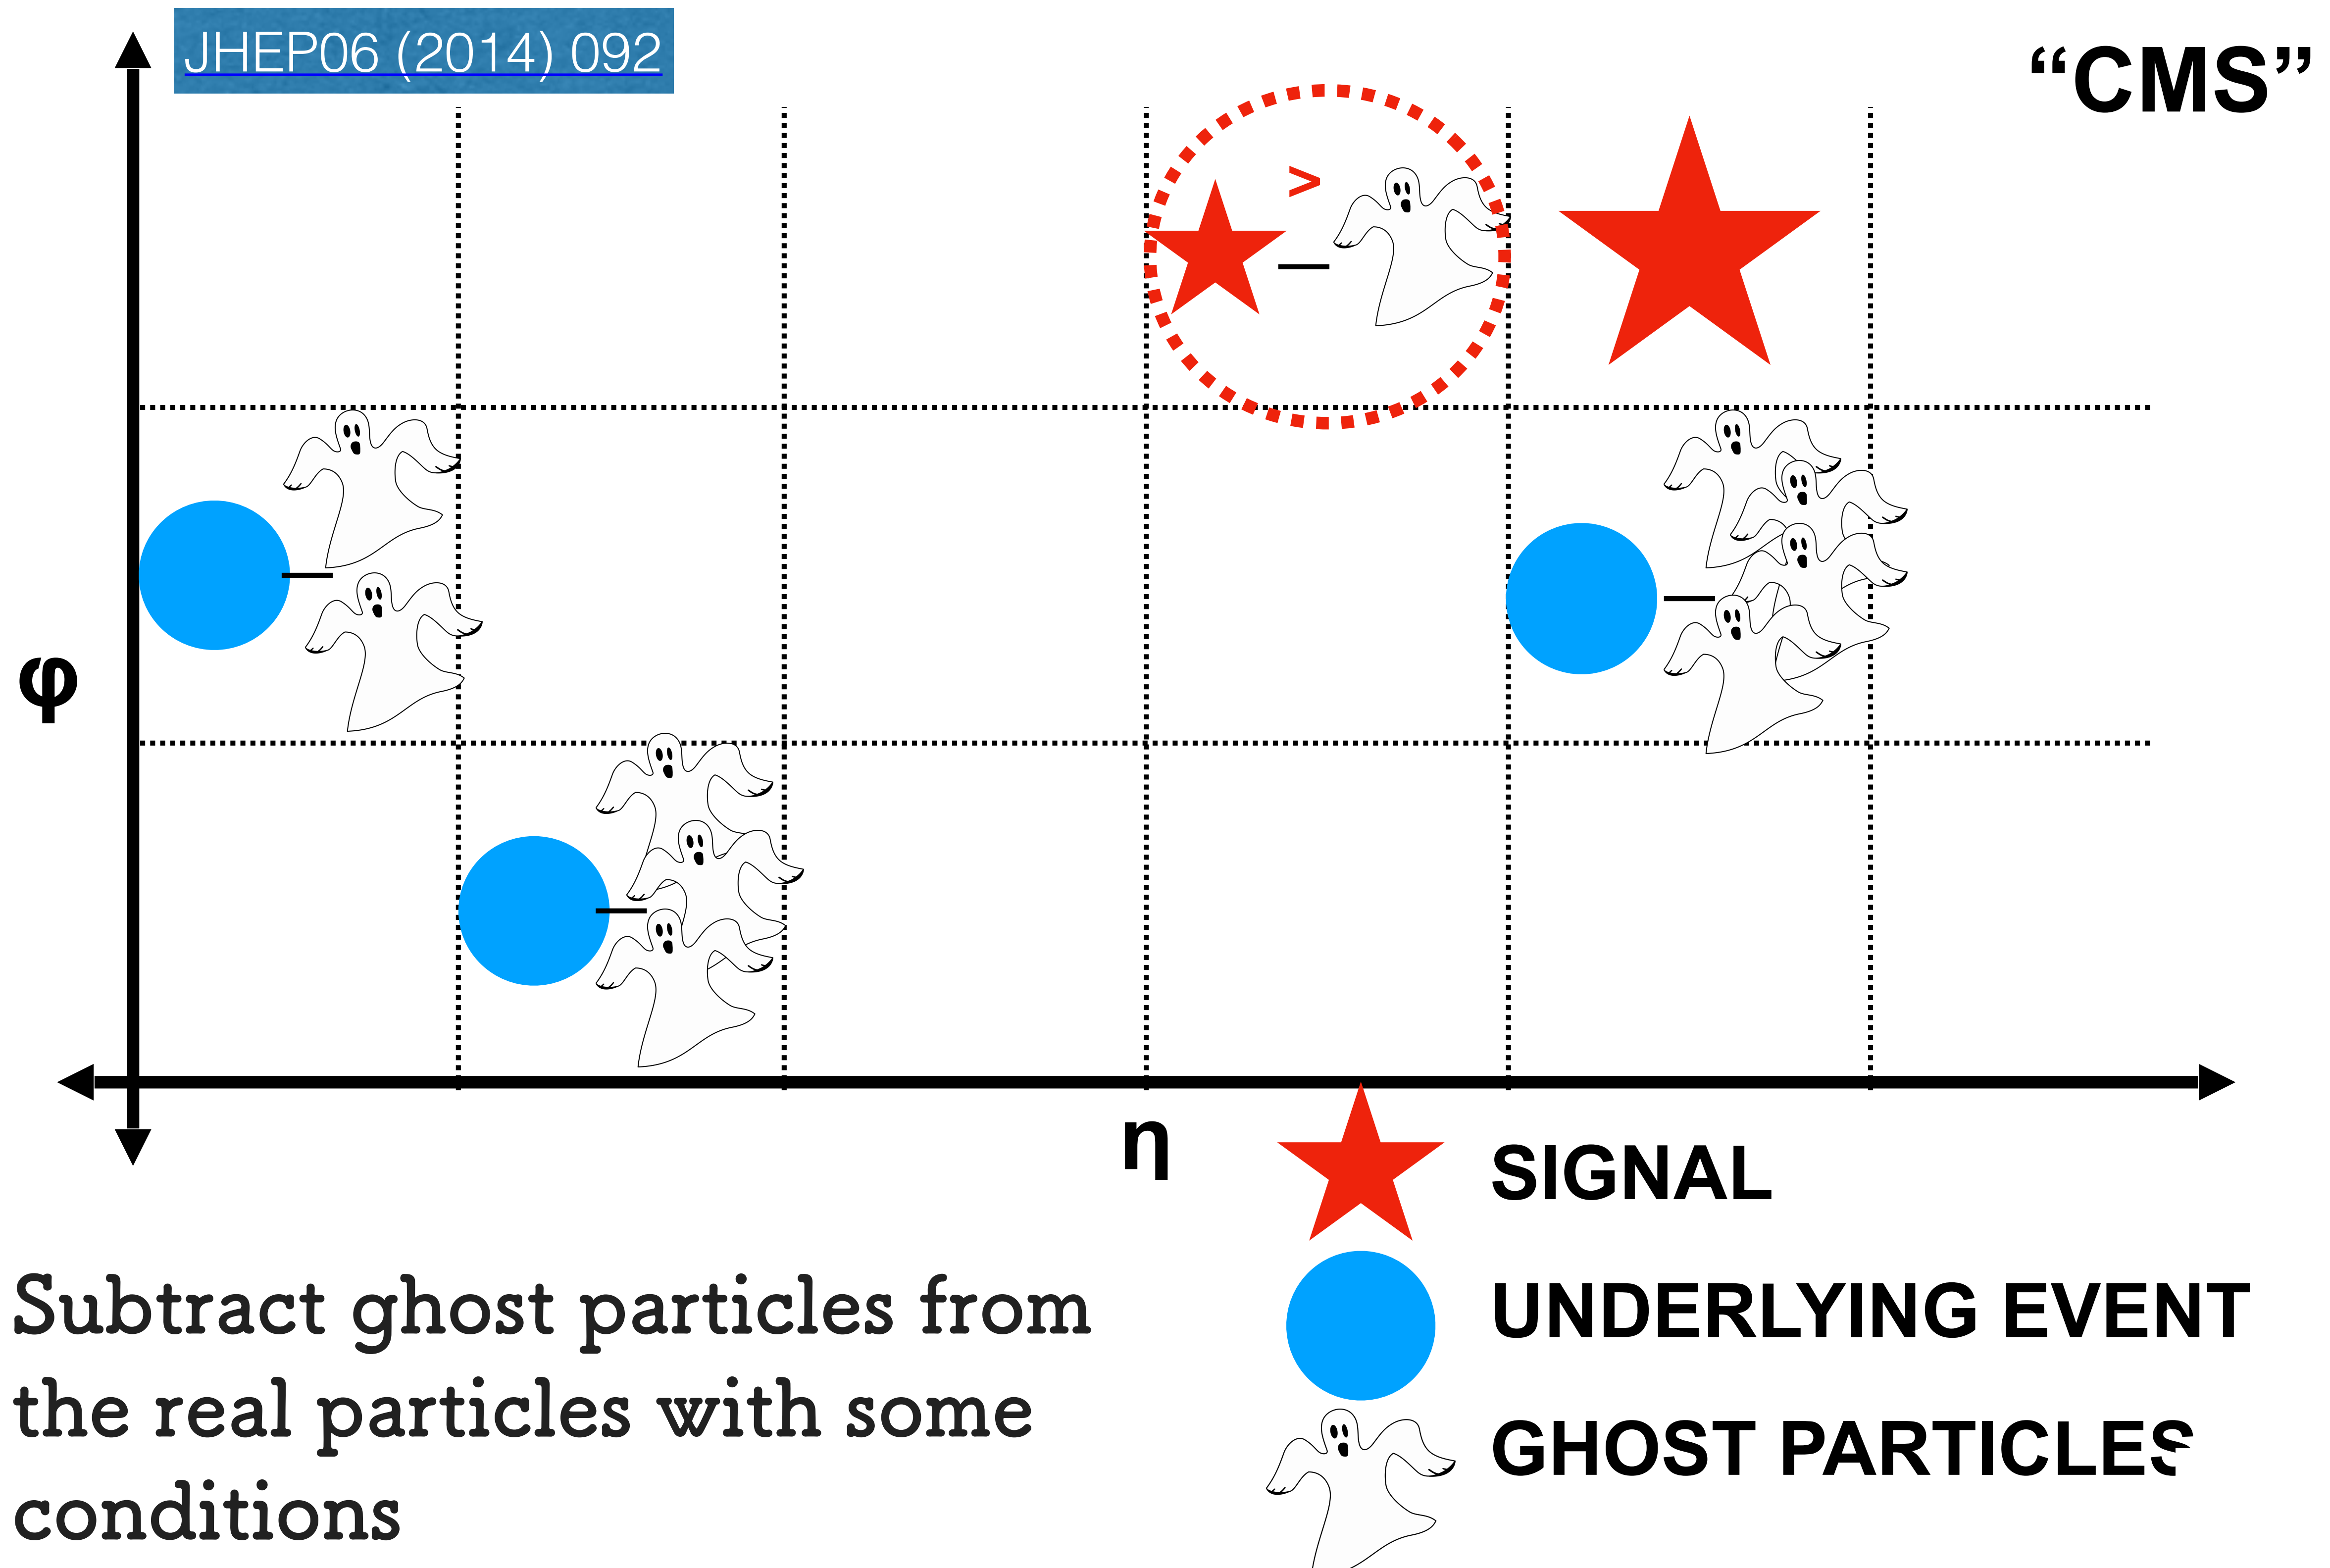 JHEP06 (2014) 092
“CMS”
>
φ
η
SIGNAL
UNDERLYING EVENT
GHOST PARTICLES
Subtract ghost particles from
the real particles with some
conditions